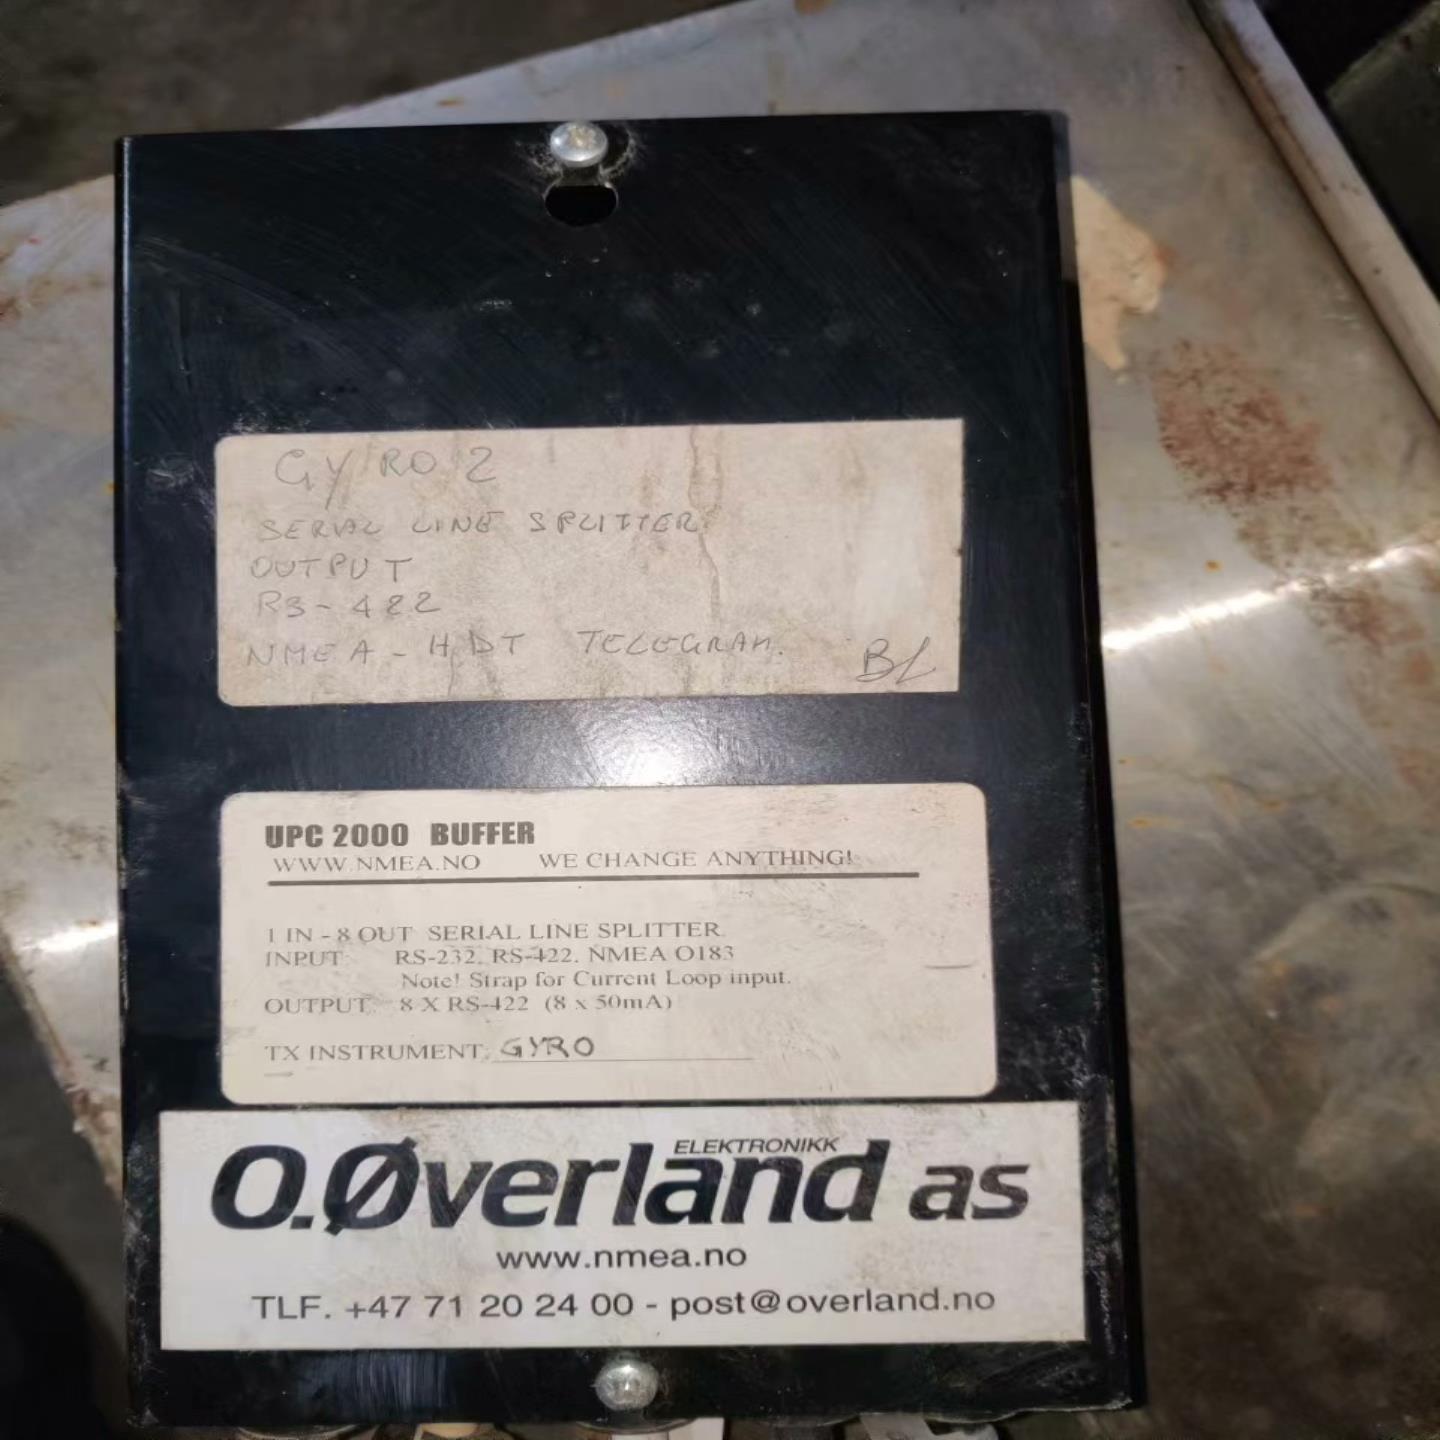 GYRO 2
SERIAL LINE SPLITTER
OUTPUT
RS-422
NMEA - HDT TELEGRAM.
BL
UPC 2000 BUFFER
WWW.NMEA.NO WE CHANGE ANYTHING!
1 IN - 8 OUT SERIAL LINE SPLITTER.
INPUT: RS-232, RS-422, NMEA O183
Note! Strap for Current Loop input.
OUTPUT: 8 X RS-422 (8 x 50mA)
TX INSTRUMENT: GYRO
ELEKTRONIKK
O.Øverland as
www.nmea.no
TLF. +47 71 20 24 00 - post@overland.no